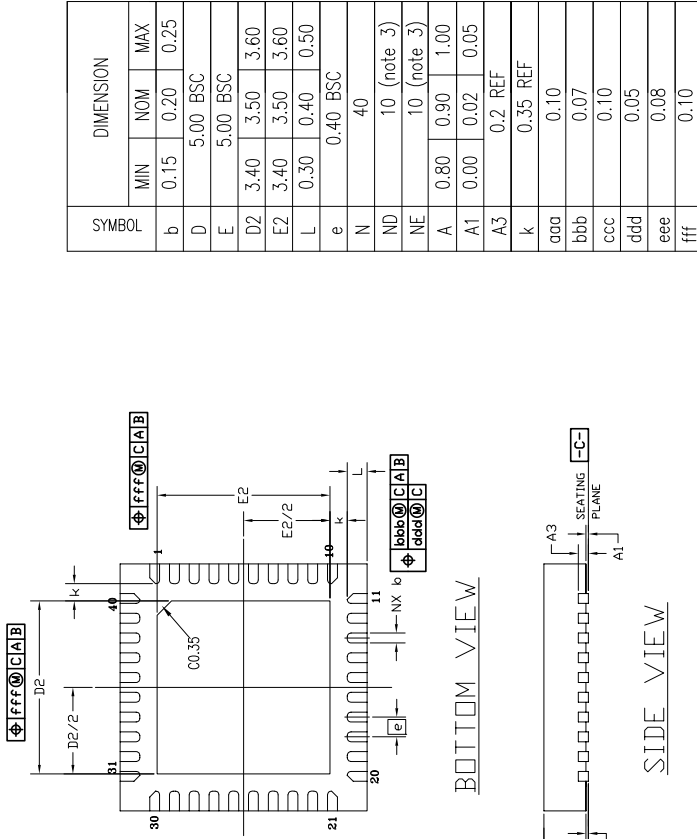 SYMBOL DIMENSION
MIN NOM MAX
b 0.15 0.20 0.25
D 5.00 BSC
E 5.00 BSC
D2 3.40 3.50 3.60
E2 3.40 3.50 3.60
L 0.30 0.40 0.50
e 0.40 BSC
N 40
ND 10 (note 3)
NE 10 (note 3)
A 0.80 0.90 1.00
A1 0.00 0.02 0.05
A3 0.2 REF
k 0.35 REF
aaa 0.10
bbb 0.07
ccc 0.10
ddd 0.05
eee 0.08
fff 0.10
⌖ fff Ⓜ C A B
D2
D2/2
k
⌖ fff Ⓜ C A B
E2
E2/2
k
L
30
31
40
1
C0.35
21
20
11
10
e
NX b
⌖ bbb Ⓜ C A B
ddd Ⓜ C
BOTTOM VIEW
A3
SEATING
PLANE
-C-
A1
SIDE VIEW